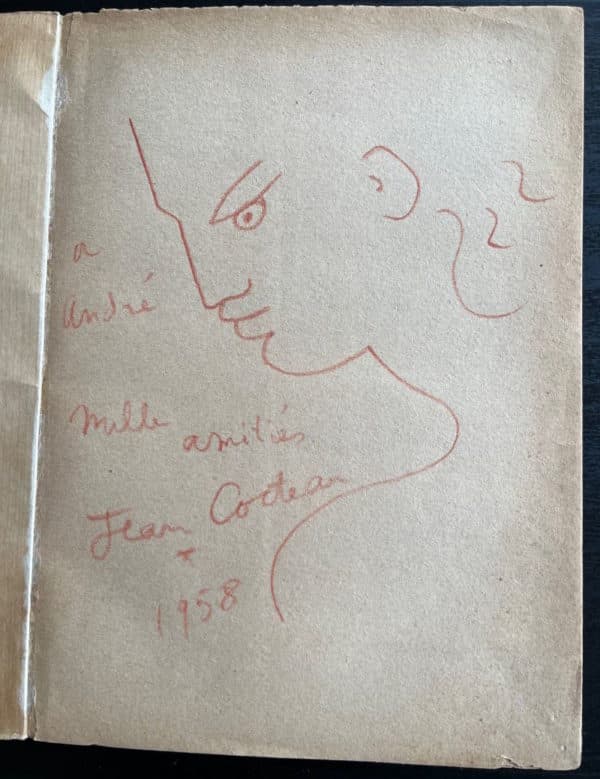 a
André
Mille amitiés
Jean Cocteau
*
1958